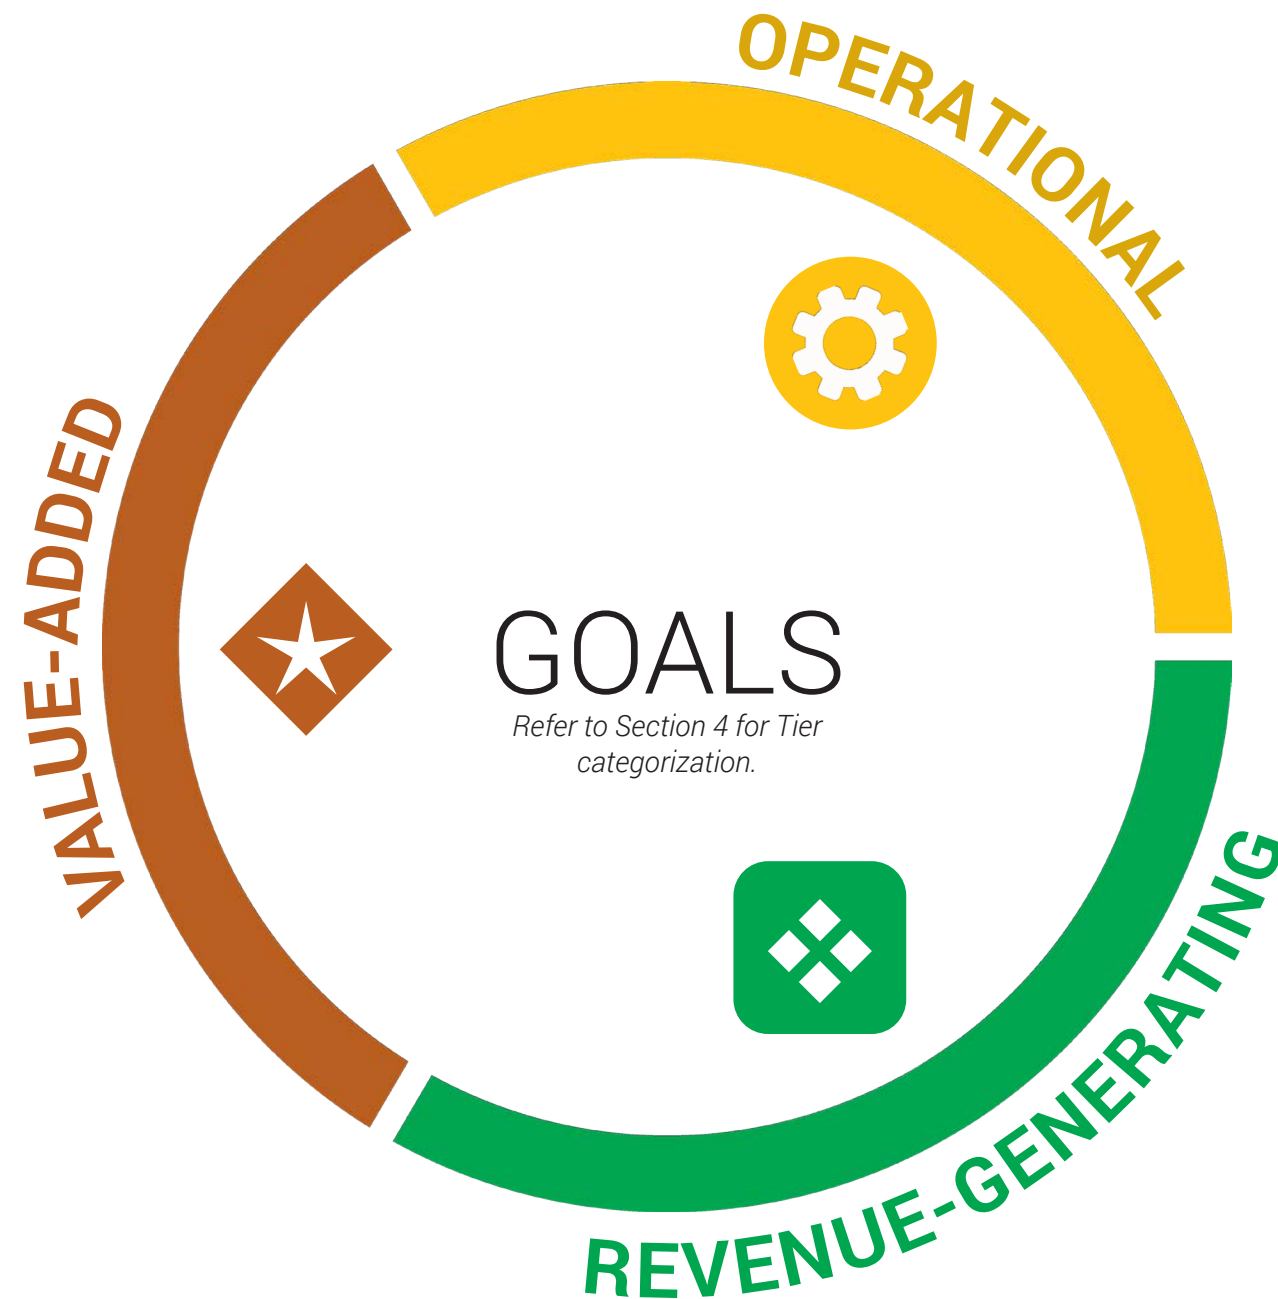 OPERATIONAL
VALUE-ADDED
GOALS
Refer to Section 4 for Tier
categorization.
REVENUE-GENERATING